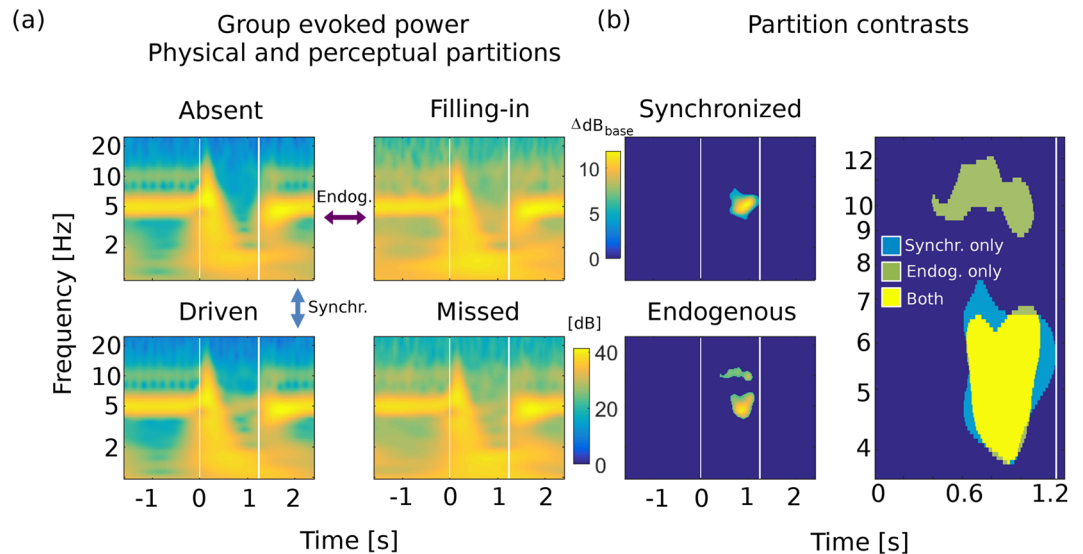 (a)
Group evoked power
Physical and perceptual partitions
(b)
Partition contrasts
Absent
Filling-in
Synchronized
ΔdBbase
20
10
5
2
Endog.
10
5
0
12
10
9
8
7
6
5
4
Synchr. only
Endog. only
Both
Synchr.
Driven
Missed
Endogenous
[dB]
40
20
0
20
10
5
2
Frequency [Hz]
-1 0 1 2
-1 0 1 2
-1 0 1 2
0 0.6 1.2
Time [s]
Time [s]